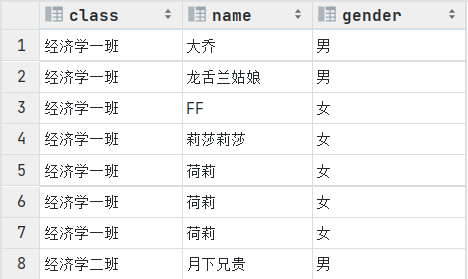 class name gender
1 经济学一班 大乔 男
2 经济学一班 龙舌兰姑娘 男
3 经济学一班 FF 女
4 经济学一班 莉莎莉莎 女
5 经济学一班 荷莉 女
6 经济学一班 荷莉 女
7 经济学一班 荷莉 女
8 经济学二班 月下兄贵 男